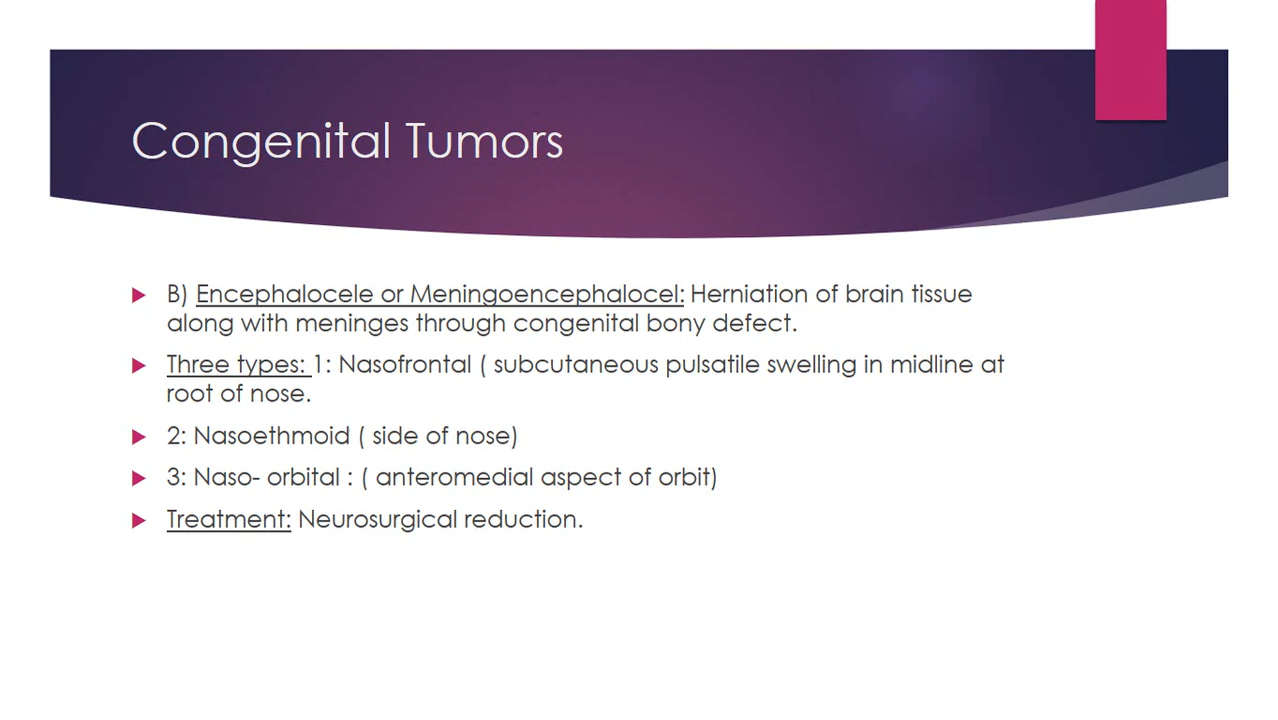 Congenital Tumors
B) Encephalocele or Meningoencephalocel: Herniation of brain tissue
along with meninges through congenital bony defect.
Three types: 1: Nasofrontal ( subcutaneous pulsatile swelling in midline at
root of nose.
2: Nasoethmoid ( side of nose)
3: Naso- orbital : ( anteromedial aspect of orbit)
Treatment: Neurosurgical reduction.